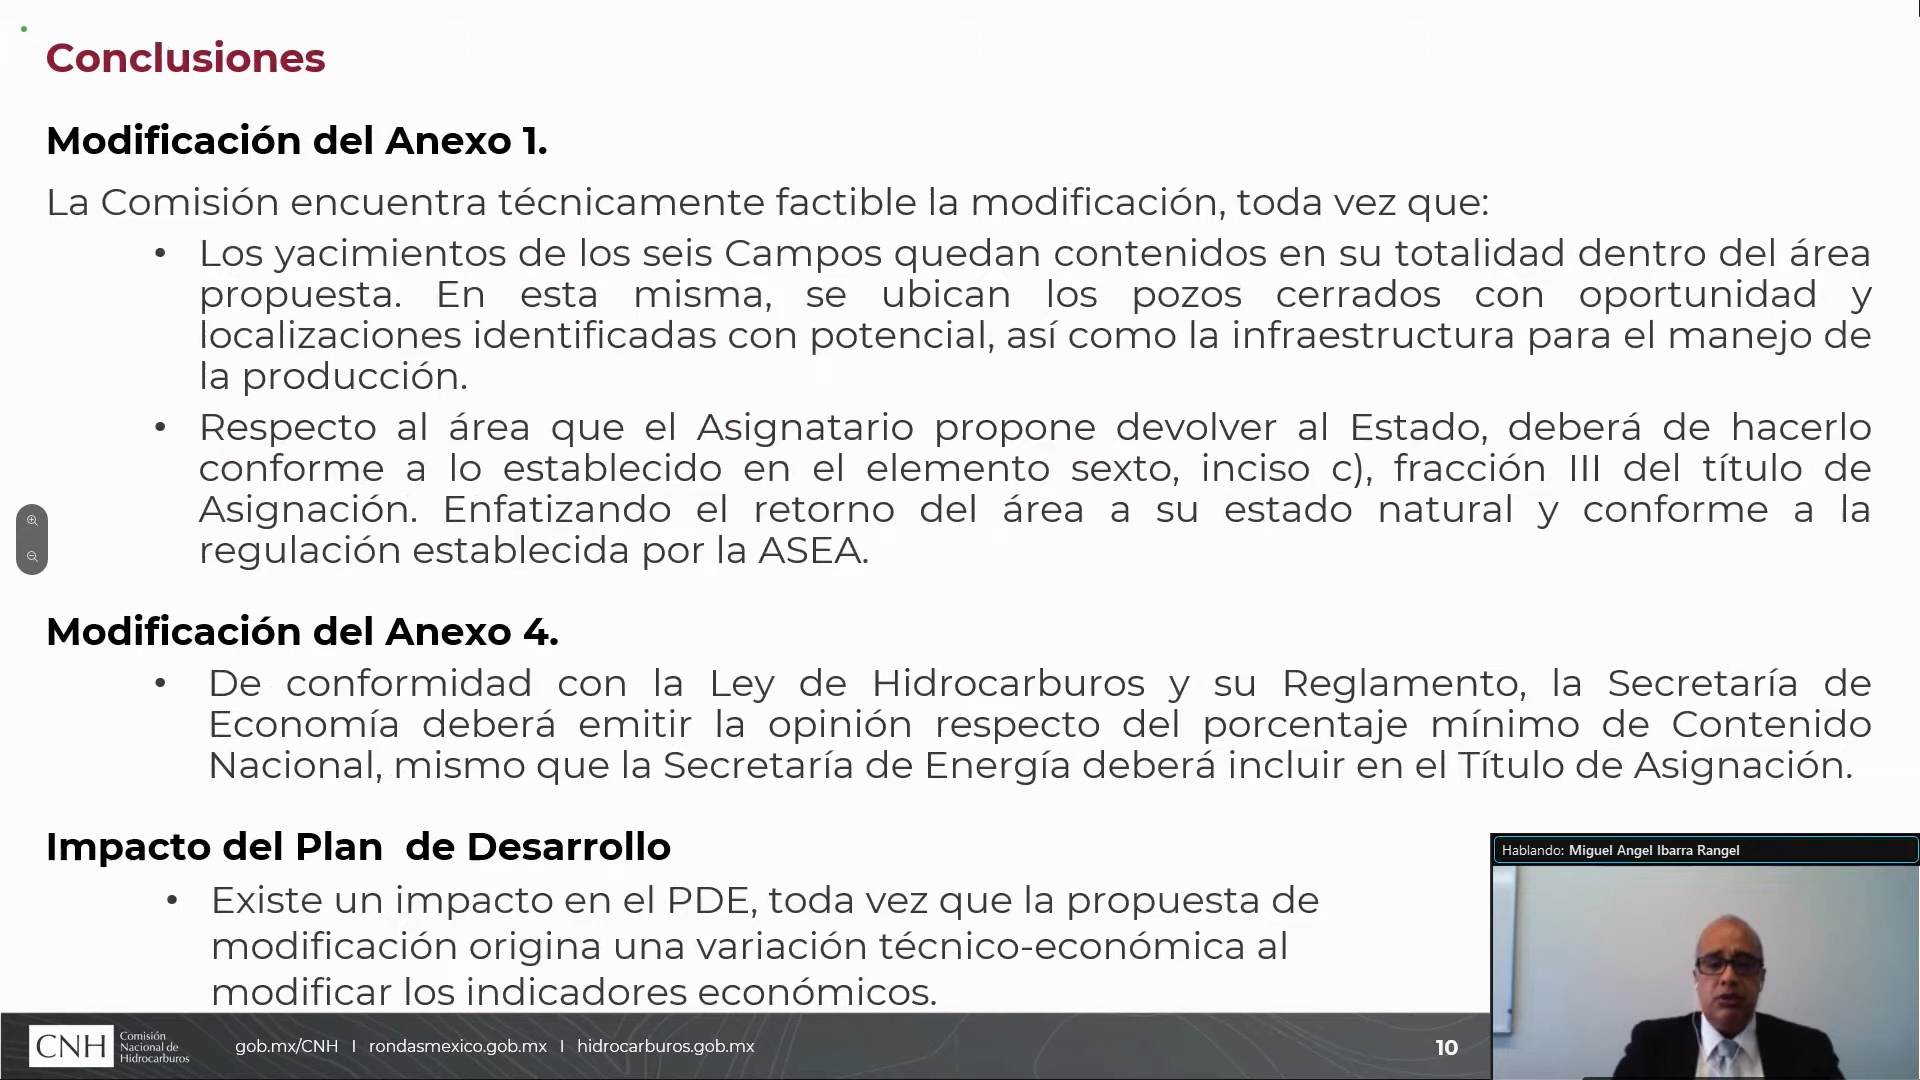 Conclusiones
Modificación del Anexo 1.
La Comisión encuentra técnicamente factible la modificación, toda vez que:
• Los yacimientos de los seis Campos quedan contenidos en su totalidad dentro del área
propuesta. En esta misma, se ubican los pozos cerrados con oportunidad y
localizaciones identificadas con potencial, así como la infraestructura para el manejo de
la producción.
• Respecto al área que el Asignatario propone devolver al Estado, deberá de hacerlo
conforme a lo establecido en el elemento sexto, inciso c), fracción III del título de
Asignación. Enfatizando el retorno del área a su estado natural y conforme a la
regulación establecida por la ASEA.
Modificación del Anexo 4.
• De conformidad con la Ley de Hidrocarburos y su Reglamento, la Secretaría de
Economía deberá emitir la opinión respecto del porcentaje mínimo de Contenido
Nacional, mismo que la Secretaría de Energía deberá incluir en el Título de Asignación.
Impacto del Plan  de Desarrollo
• Existe un impacto en el PDE, toda vez que la propuesta de
modificación origina una variación técnico-económica al
modificar los indicadores económicos.
Hablando: Miguel Angel Ibarra Rangel
CNH
Comisión
Nacional de
Hidrocarburos
gob.mx/CNH I rondasmexico.gob.mx I hidrocarburos.gob.mx
10